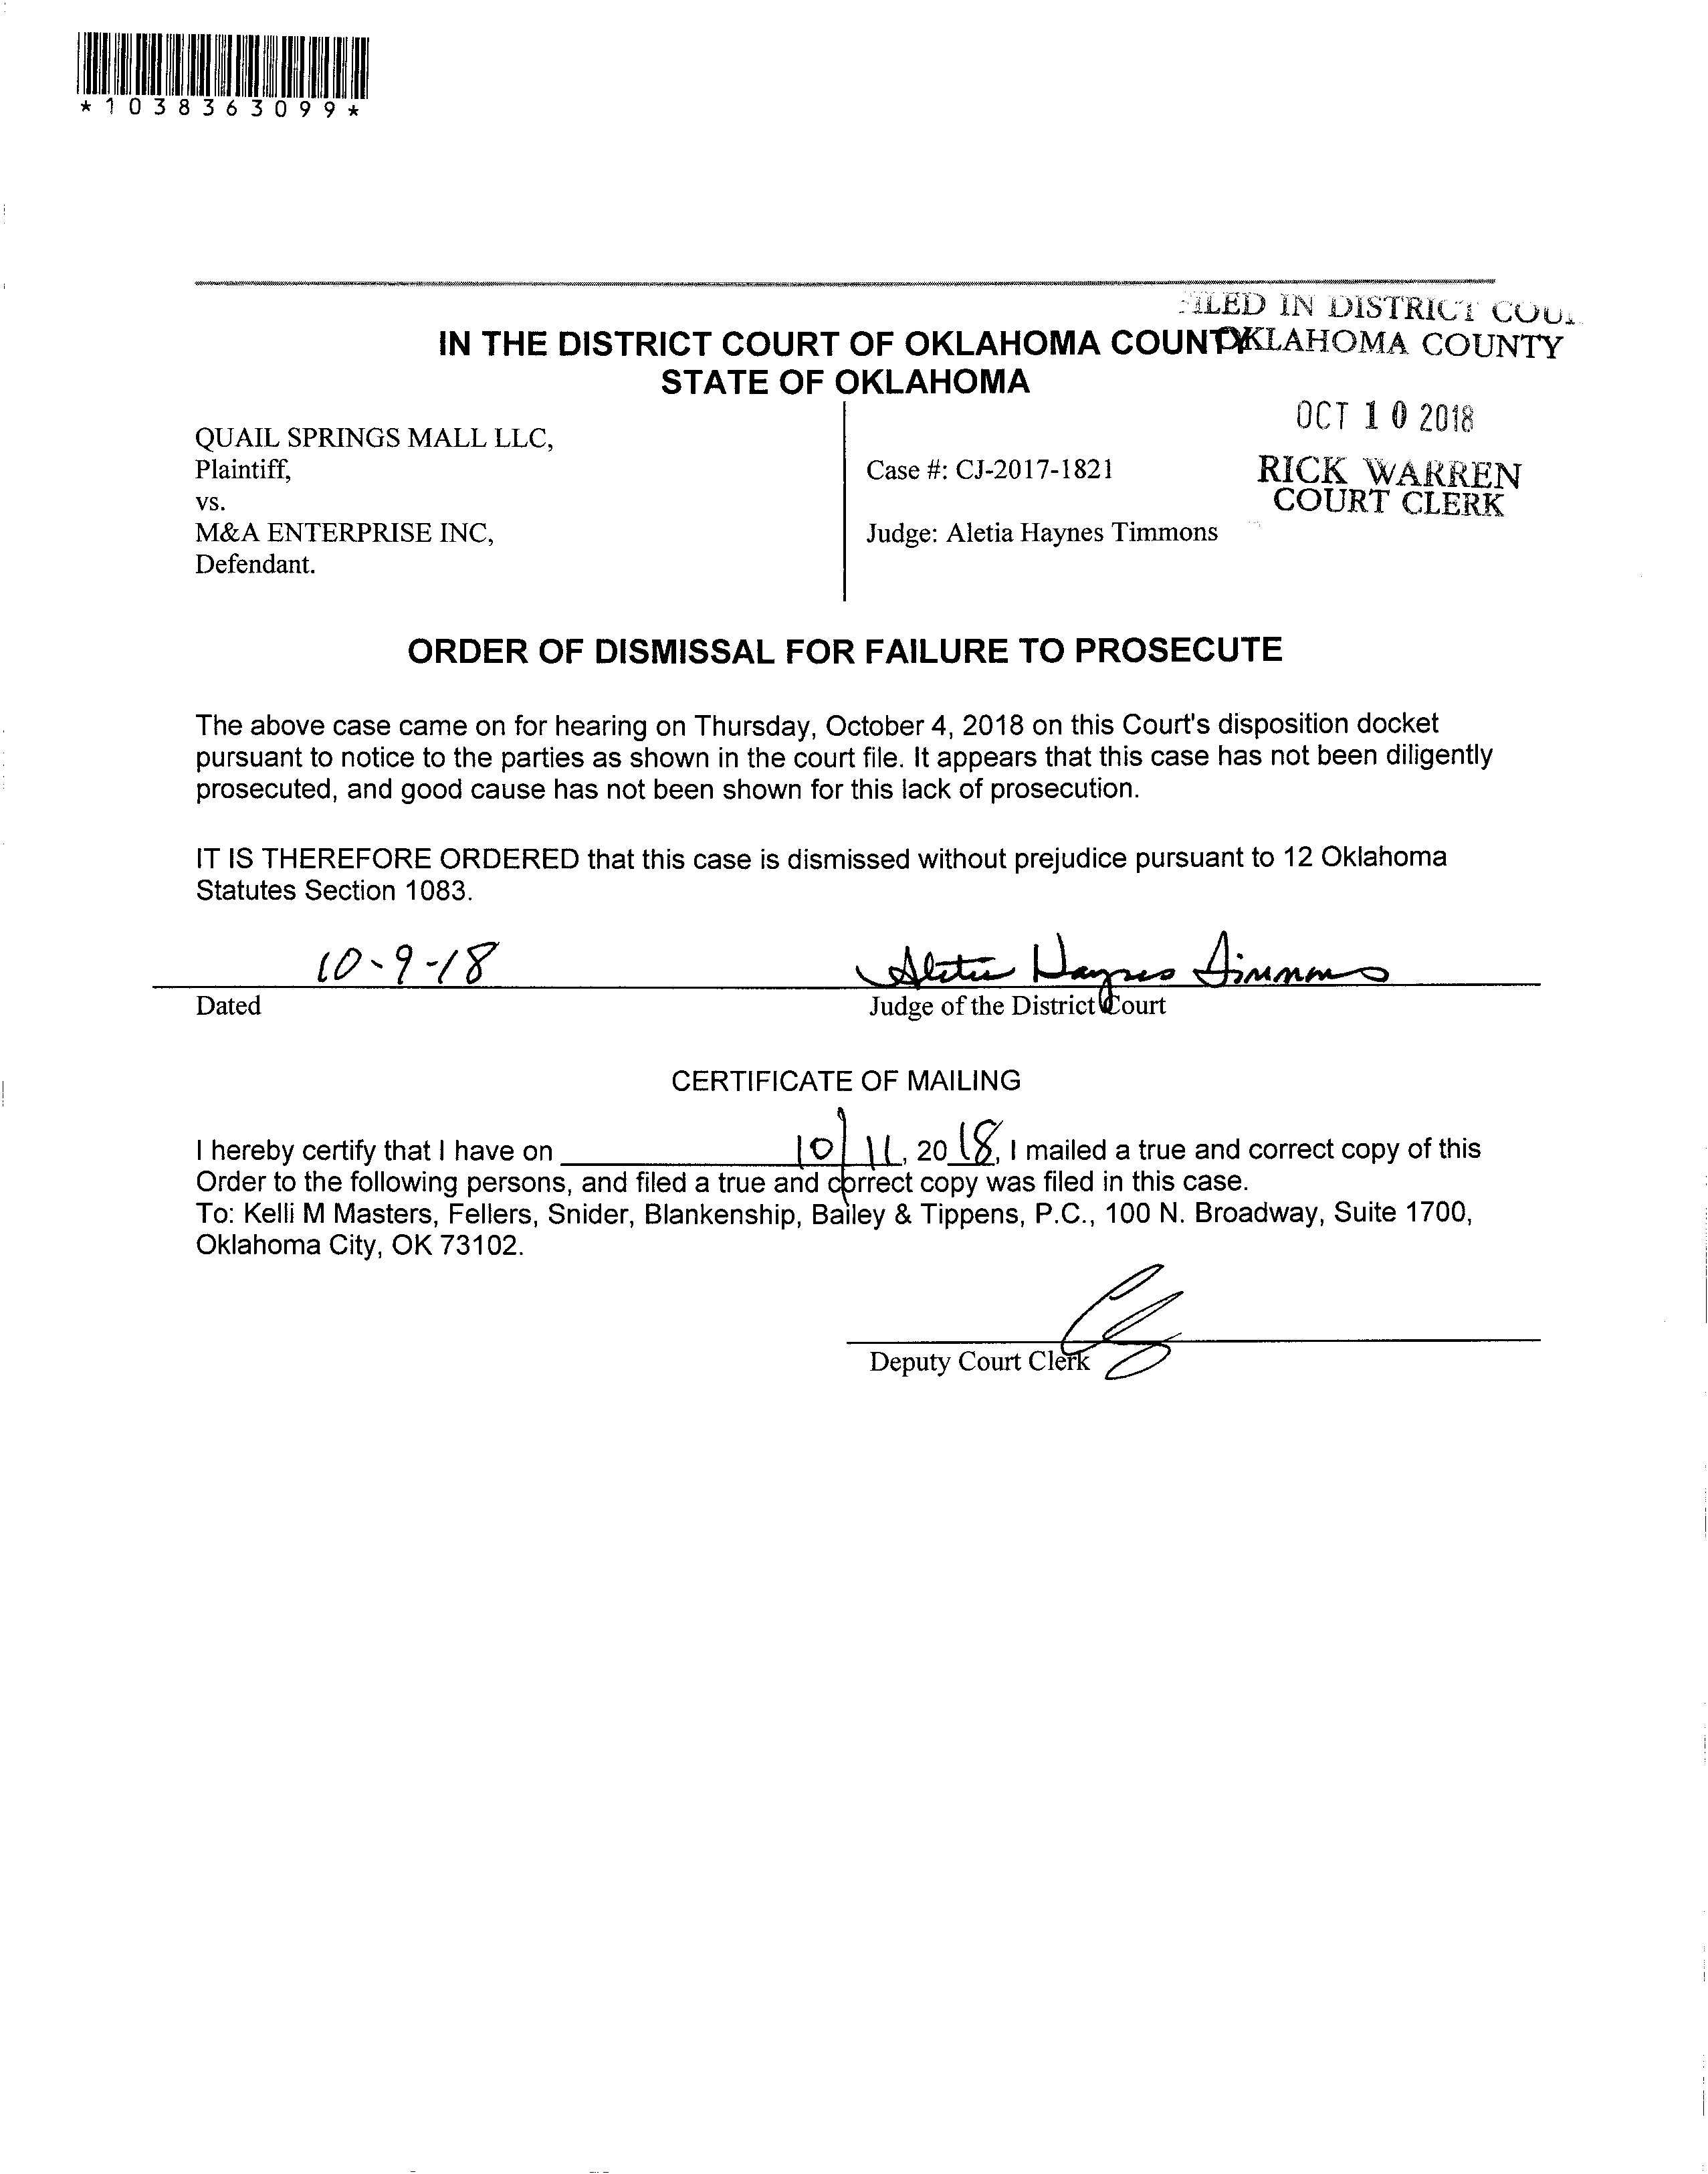 *1038363099*
FILED IN DISTRICT COU
IN THE DISTRICT COURT OF OKLAHOMA COUNTY
OKLAHOMA COUNTY
STATE OF OKLAHOMA
OCT 10 2018
RICK WARREN
COURT CLERK
QUAIL SPRINGS MALL LLC,
Plaintiff,
vs.
M&A ENTERPRISE INC,
Defendant.
Case #: CJ-2017-1821
Judge: Aletia Haynes Timmons
ORDER OF DISMISSAL FOR FAILURE TO PROSECUTE
The above case came on for hearing on Thursday, October 4, 2018 on this Court's disposition docket
pursuant to notice to the parties as shown in the court file. It appears that this case has not been diligently
prosecuted, and good cause has not been shown for this lack of prosecution.
IT IS THEREFORE ORDERED that this case is dismissed without prejudice pursuant to 12 Oklahoma
Statutes Section 1083.
10-9-18
Aletia Haynes Timmons
Dated
Judge of the District Court
CERTIFICATE OF MAILING
I hereby certify that I have on 10/11, 2018, I mailed a true and correct copy of this
Order to the following persons, and filed a true and correct copy was filed in this case.
To: Kelli M Masters, Fellers, Snider, Blankenship, Bailey & Tippens, P.C., 100 N. Broadway, Suite 1700,
Oklahoma City, OK 73102.
Deputy Court Clerk